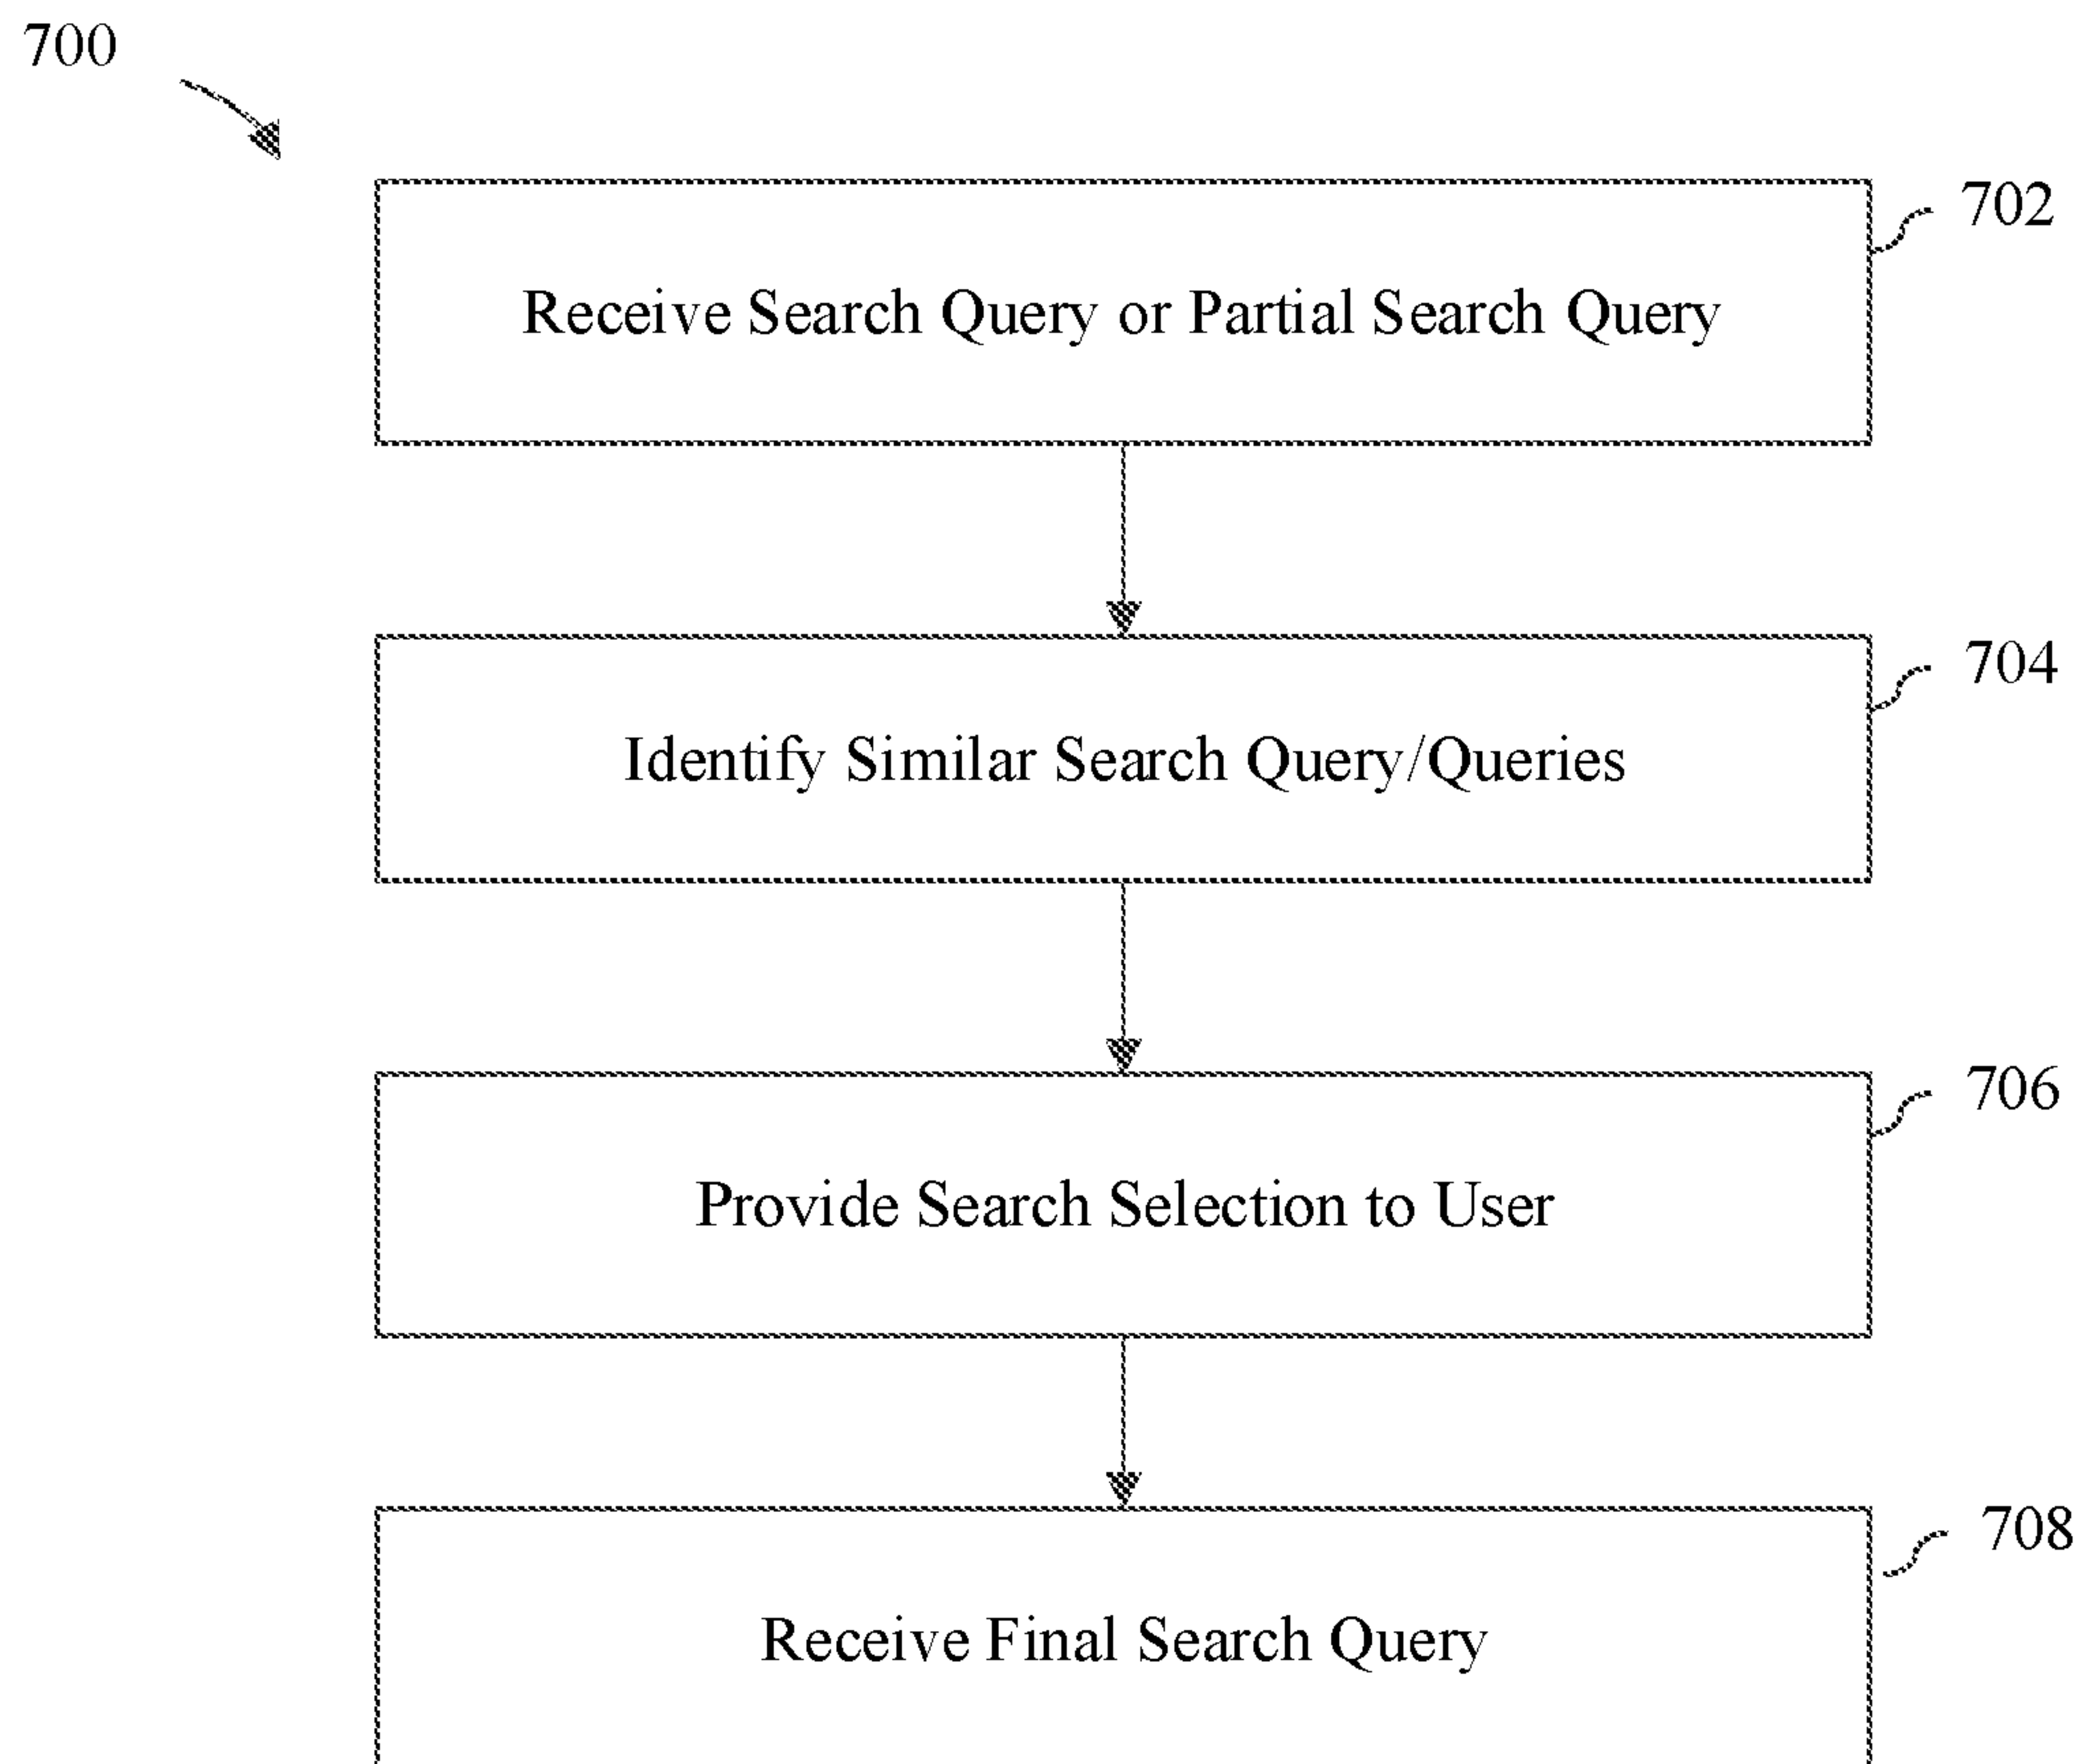 700
702
Receive Search Query or Partial Search Query
704
Identify Similar Search Query/Queries
706
Provide Search Selection to User
708
Receive Final Search Query